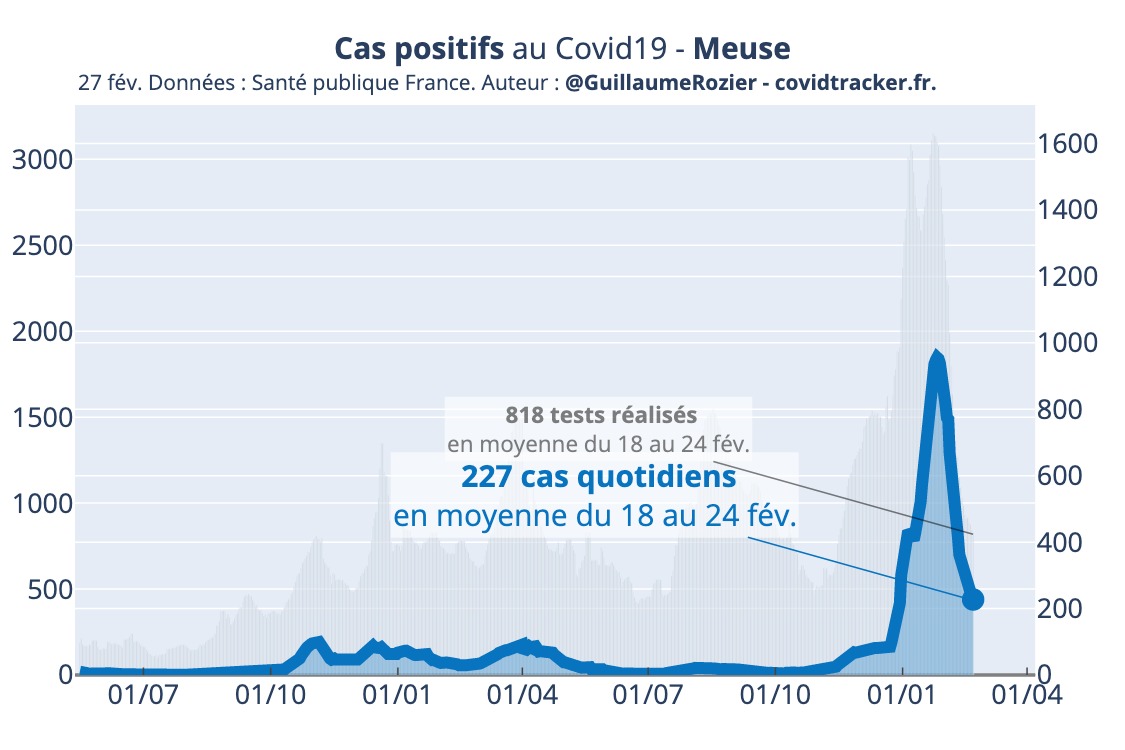 Cas positifs au Covid19 - Meuse
27 fév. Données : Santé publique France. Auteur : @GuillaumeRozier - covidtracker.fr.
3000
2500
2000
1500
1000
500
0
1600
1400
1200
1000
800
600
400
200
0
818 tests réalisés
en moyenne du 18 au 24 fév.
227 cas quotidiens
en moyenne du 18 au 24 fév.
01/07 01/10 01/01 01/04 01/07 01/10 01/01 01/04